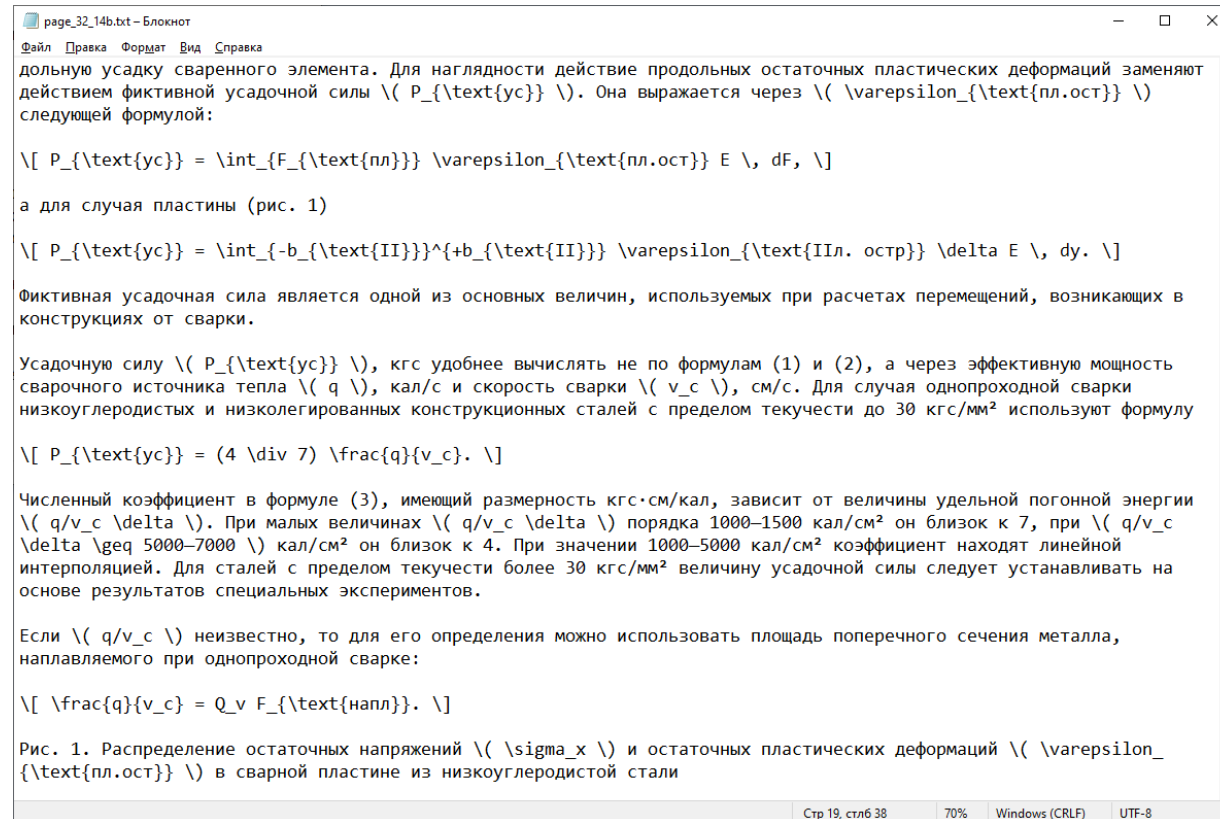 page_32_14b.txt – Блокнот
Файл Правка Формат Вид Справка
дольную усадку сваренного элемента. Для наглядности действие продольных остаточных пластических деформаций заменяют
действием фиктивной усадочной силы \( P_{\text{ус}} \). Она выражается через \( \varepsilon_{\text{пл.ост}} \)
следующей формулой:
\[ P_{\text{ус}} = \int_{F_{\text{пл}}} \varepsilon_{\text{пл.ост}} E \, dF, \]
а для случая пластины (рис. 1)
\[ P_{\text{ус}} = \int_{-b_{\text{II}}}^{+b_{\text{II}}} \varepsilon_{\text{IIл. остр}} \delta E \, dy. \]
Фиктивная усадочная сила является одной из основных величин, используемых при расчетах перемещений, возникающих в
конструкциях от сварки.
Усадочную силу \( P_{\text{ус}} \), кгс удобнее вычислять не по формулам (1) и (2), а через эффективную мощность
сварочного источника тепла \( q \), кал/с и скорость сварки \( v_c \), см/с. Для случая однопроходной сварки
низкоуглеродистых и низколегированных конструкционных сталей с пределом текучести до 30 кгс/мм² используют формулу
\[ P_{\text{ус}} = (4 \div 7) \frac{q}{v_c}. \]
Численный коэффициент в формуле (3), имеющий размерность кгс·см/кал, зависит от величины удельной погонной энергии
\( q/v_c \delta \). При малых величинах \( q/v_c \delta \) порядка 1000–1500 кал/см² он близок к 7, при \( q/v_c
\delta \geq 5000–7000 \) кал/см² он близок к 4. При значении 1000–5000 кал/см² коэффициент находят линейной
интерполяцией. Для сталей с пределом текучести более 30 кгс/мм² величину усадочной силы следует устанавливать на
основе результатов специальных экспериментов.
Если \( q/v_c \) неизвестно, то для его определения можно использовать площадь поперечного сечения металла,
наплавляемого при однопроходной сварке:
\[ \frac{q}{v_c} = Q_v F_{\text{напл}}. \]
Рис. 1. Распределение остаточных напряжений \( \sigma_x \) и остаточных пластических деформаций \( \varepsilon_
{\text{пл.ост}} \) в сварной пластине из низкоуглеродистой стали
Стр 19, стлб 38 70% Windows (CRLF) UTF-8